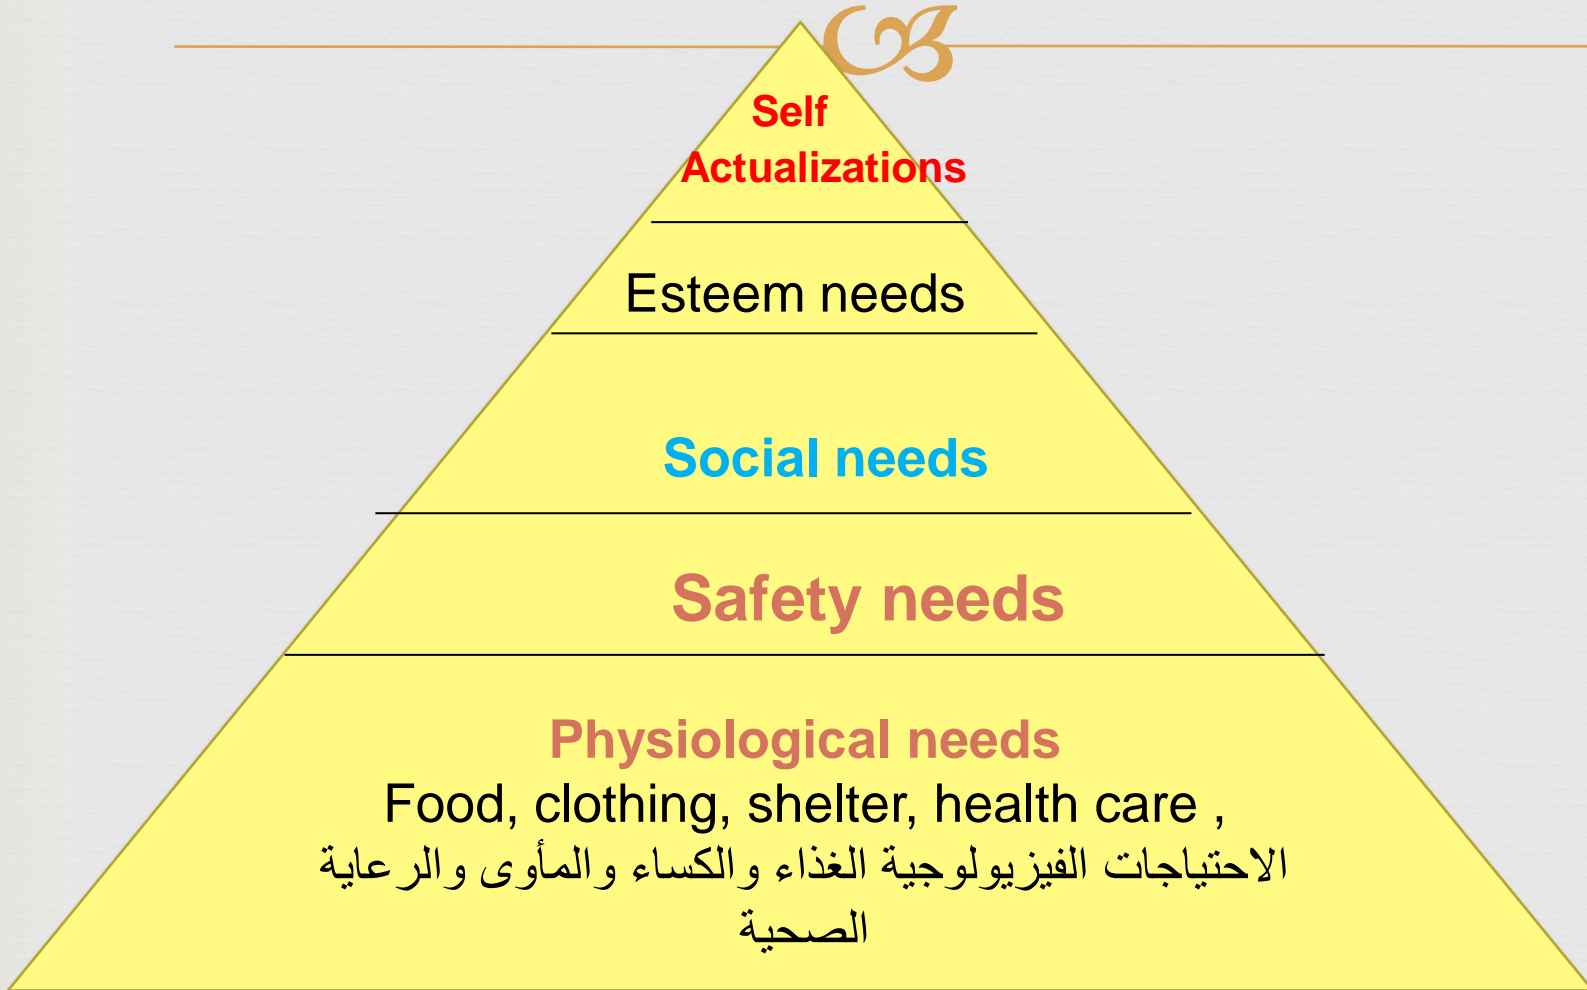 Self
Actualizations
Esteem needs
Social needs
Safety needs
Physiological needs
Food, clothing, shelter, health care ,
الاحتياجات الفيزيولوجية الغذاء والكساء والمأوى والرعاية
الصحية